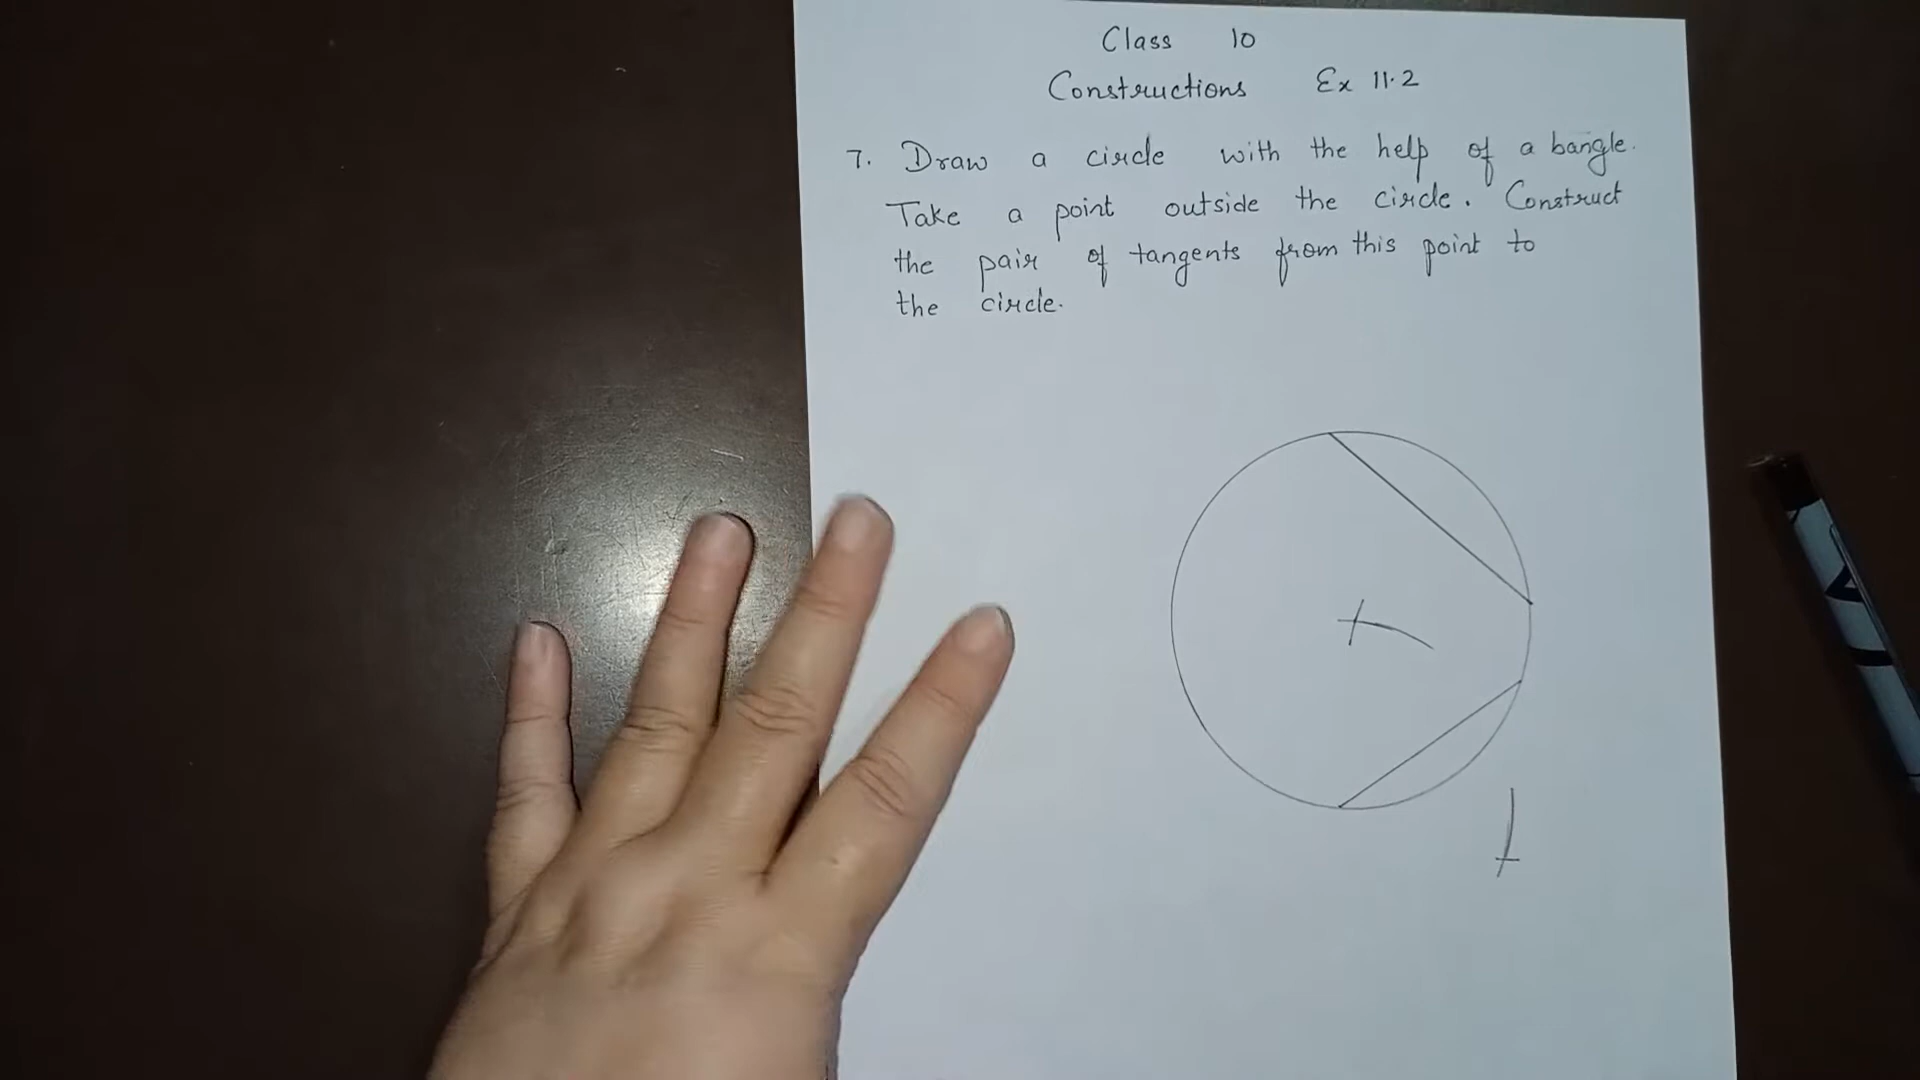 Class 10
Constructions Ex 11.2
7. Draw a circle with the help of a bangle.
Take a point outside the circle. Construct
the pair of tangents from this point to
the circle.